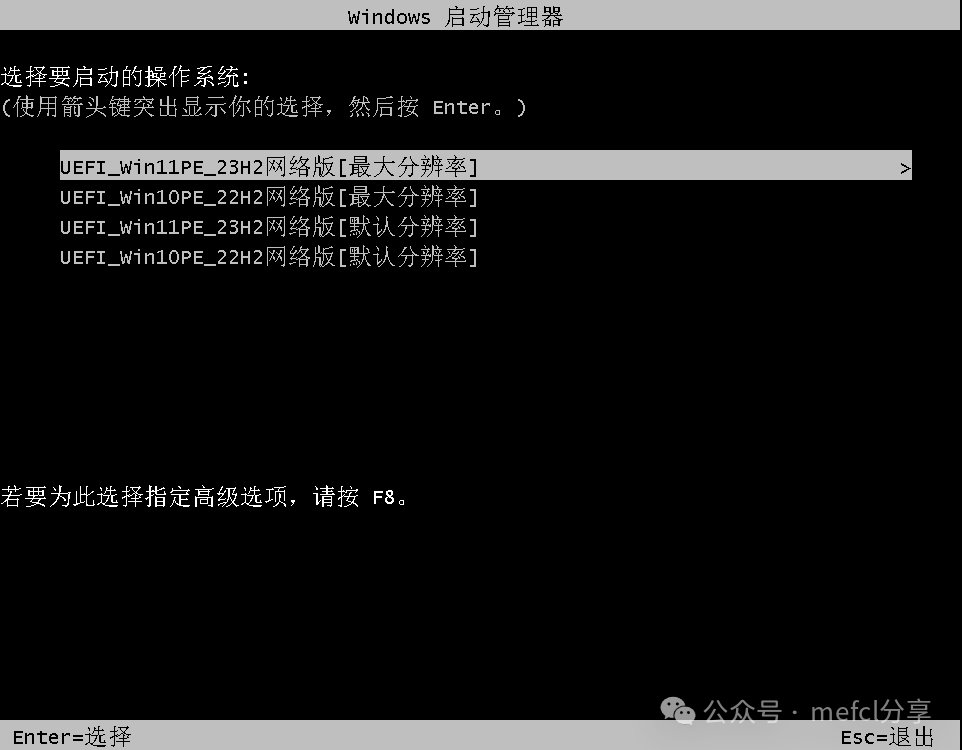 Windows 启动管理器
选择要启动的操作系统:
(使用箭头键突出显示你的选择，然后按 Enter。)
UEFI_Win11PE_23H2网络版[最大分辨率] >
UEFI_Win10PE_22H2网络版[最大分辨率]
UEFI_Win11PE_23H2网络版[默认分辨率]
UEFI_Win10PE_22H2网络版[默认分辨率]
若要为此选择指定高级选项，请按 F8。
公众号 · mefcl分享
Enter=选择 Esc=退出